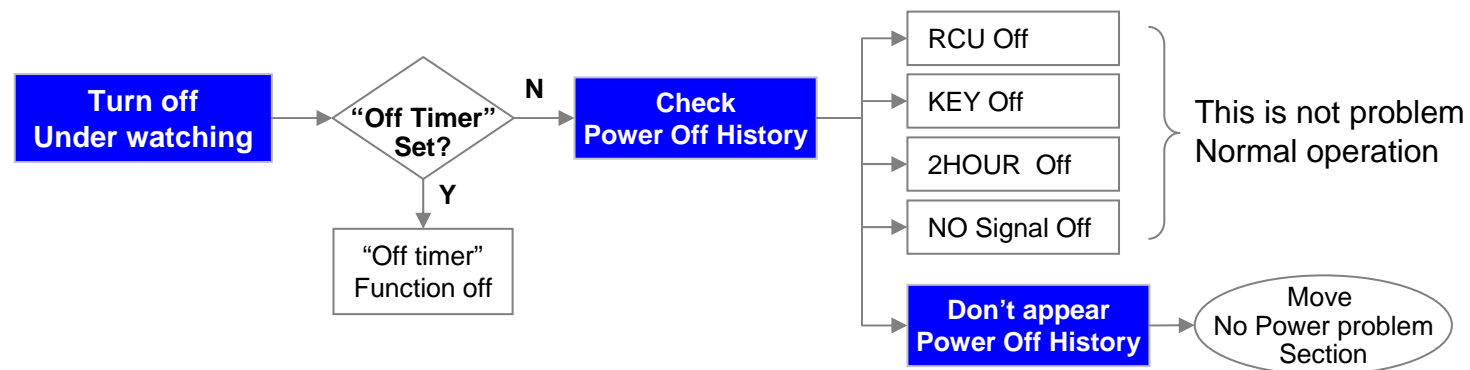 Turn off
Under watching
“Off Timer”
Set?
N
Y
“Off timer”
Function off
Check
Power Off History
RCU Off
KEY Off
2HOUR  Off
NO Signal Off
This is not problem
Normal operation
Don’t appear
Power Off History
Move
No Power problem
Section